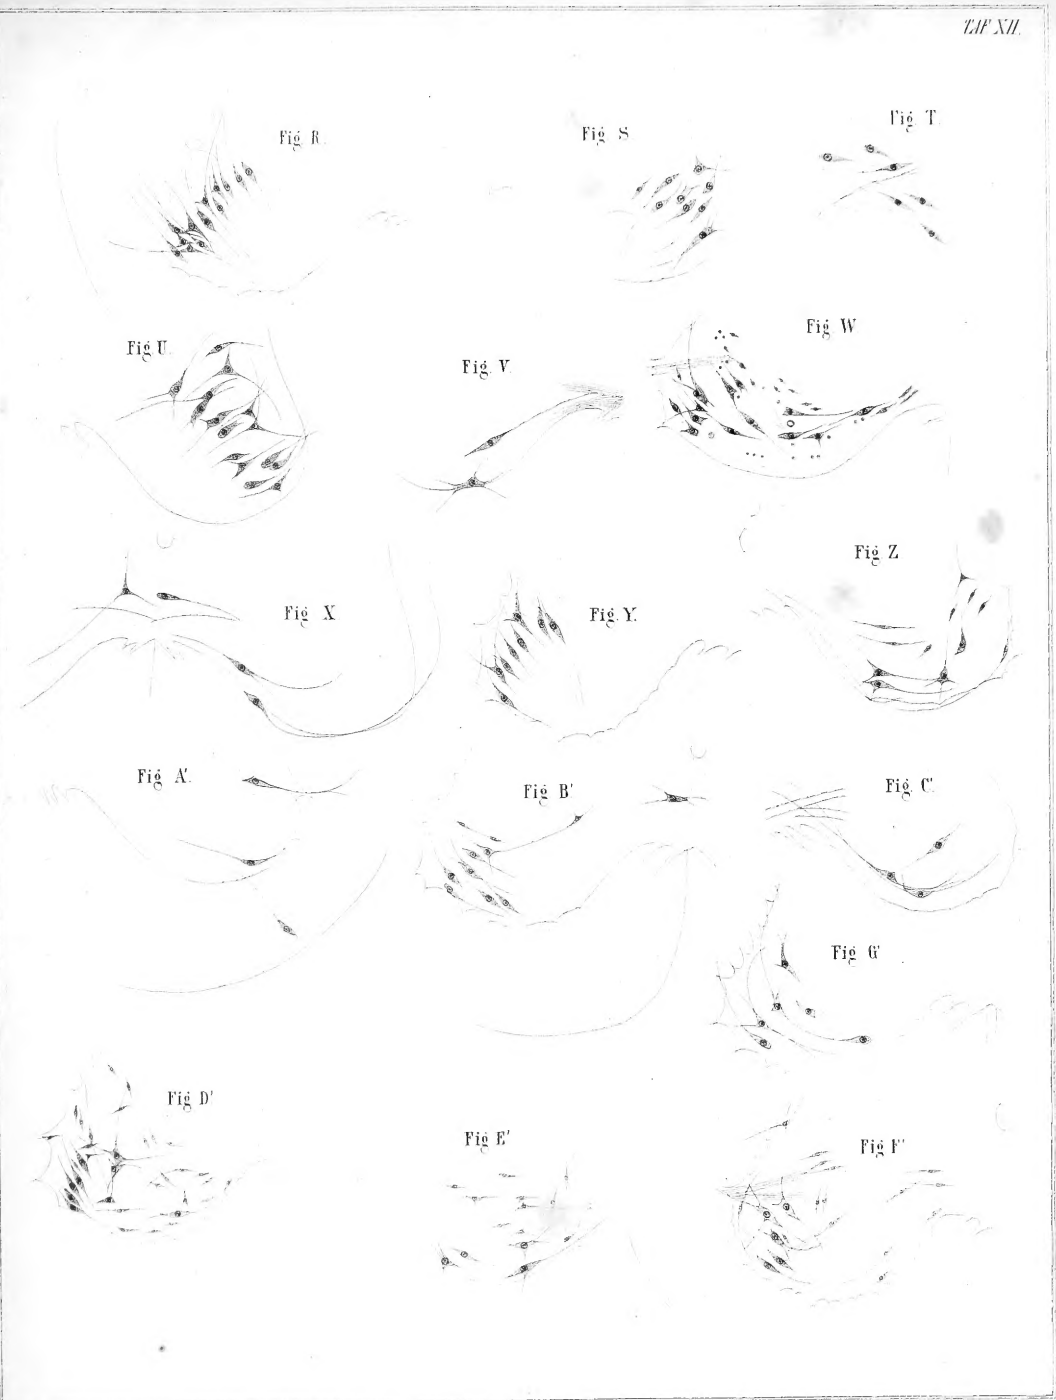 TAF XII.
Fig R.
Fig S
Fig T.
Fig U.
Fig. V.
Fig W
Fig X
Fig. Y.
Fig Z
Fig A'.
Fig B'
Fig. C'.
Fig G'
Fig D'
Fig E'
Fig F'